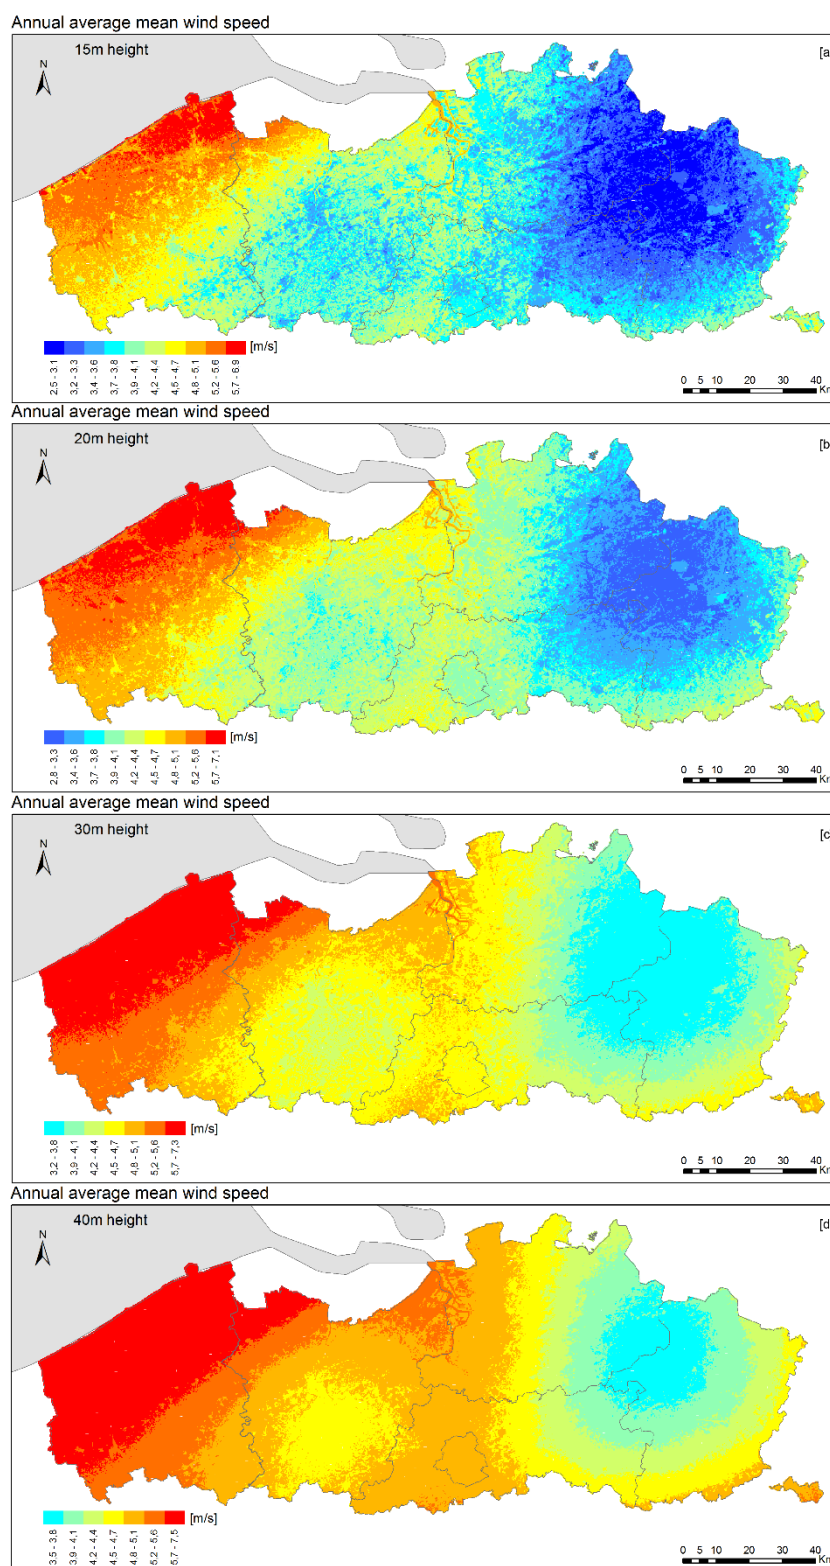 Annual average mean wind speed
15m height
[a
N
[m/s]
2,5 - 3,1
3,2 - 3,3
3,4 - 3,6
3,7 - 3,8
3,9 - 4,1
4,2 - 4,4
4,5 - 4,7
4,8 - 5,1
5,2 - 5,6
5,7 - 6,9
0 5 10 20 30 40
Km
Annual average mean wind speed
20m height
[b
N
[m/s]
2,8 - 3,3
3,4 - 3,6
3,7 - 3,8
3,9 - 4,1
4,2 - 4,4
4,5 - 4,7
4,8 - 5,1
5,2 - 5,6
5,7 - 7,1
0 5 10 20 30 40
Km
Annual average mean wind speed
30m height
[c
N
[m/s]
3,2 - 3,8
3,9 - 4,1
4,2 - 4,4
4,5 - 4,7
4,8 - 5,1
5,2 - 5,6
5,7 - 7,3
0 5 10 20 30 40
Km
Annual average mean wind speed
40m height
[d
N
[m/s]
3,5 - 3,8
3,9 - 4,1
4,2 - 4,4
4,5 - 4,7
4,8 - 5,1
5,2 - 5,6
5,7 - 7,5
0 5 10 20 30 40
Km